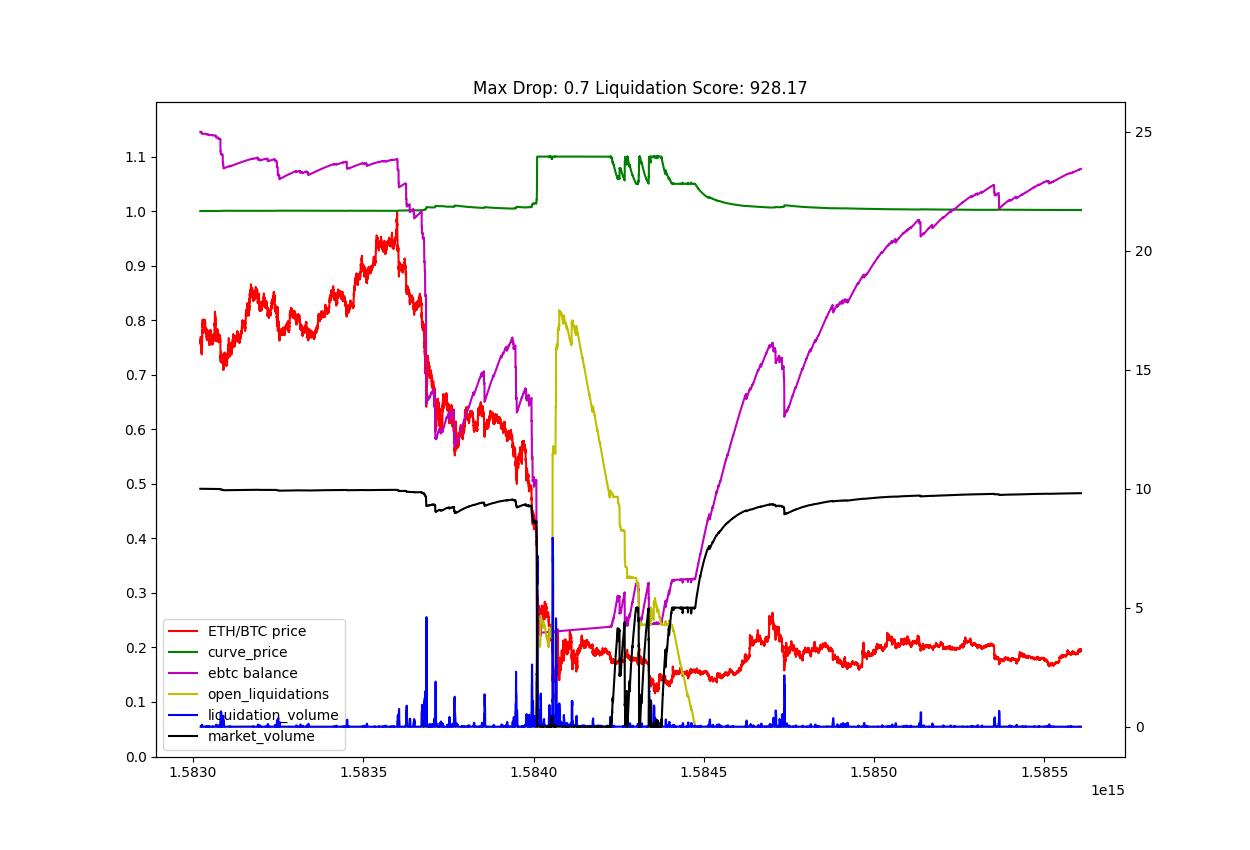 Max Drop: 0.7 Liquidation Score: 928.17
1.1
1.0
0.9
0.8
0.7
0.6
0.5
0.4
0.3
0.2
0.1
0.0
25
20
15
10
5
0
ETH/BTC price
curve_price
ebtc balance
open_liquidations
liquidation_volume
market_volume
1.5830 1.5835 1.5840 1.5845 1.5850 1.5855
1e15